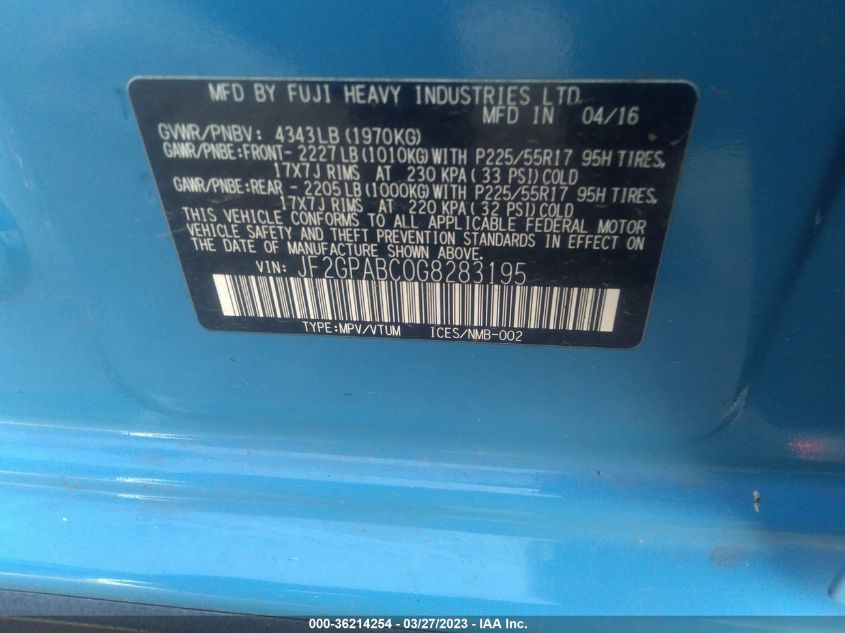 MFD BY FUJI HEAVY INDUSTRIES LTD.
MFD IN 04/16
GVWR/PNBV: 4343LB(1970KG)
GAWR/PNBE:FRONT-2227LB(1010KG)WITH P225/55R17 95H TIRES,
17X7J RIMS AT 230 KPA(33 PSI)COLD
GAWR/PNBE:REAR -2205LB(1000KG)WITH P225/55R17 95H TIRES,
17X7J RIMS AT 220 KPA(32 PSI)COLD
THIS VEHICLE CONFORMS TO ALL APPLICABLE FEDERAL MOTOR
VEHICLE SAFETY AND THEFT PREVENTION STANDARDS IN EFFECT ON
THE DATE OF MANUFACTURE SHOWN ABOVE.
VIN: JF2GPABC0G8283195
TYPE:MPV/VTUM ICES/NMB-002
000-36214254 - 03/27/2023 - IAA Inc.